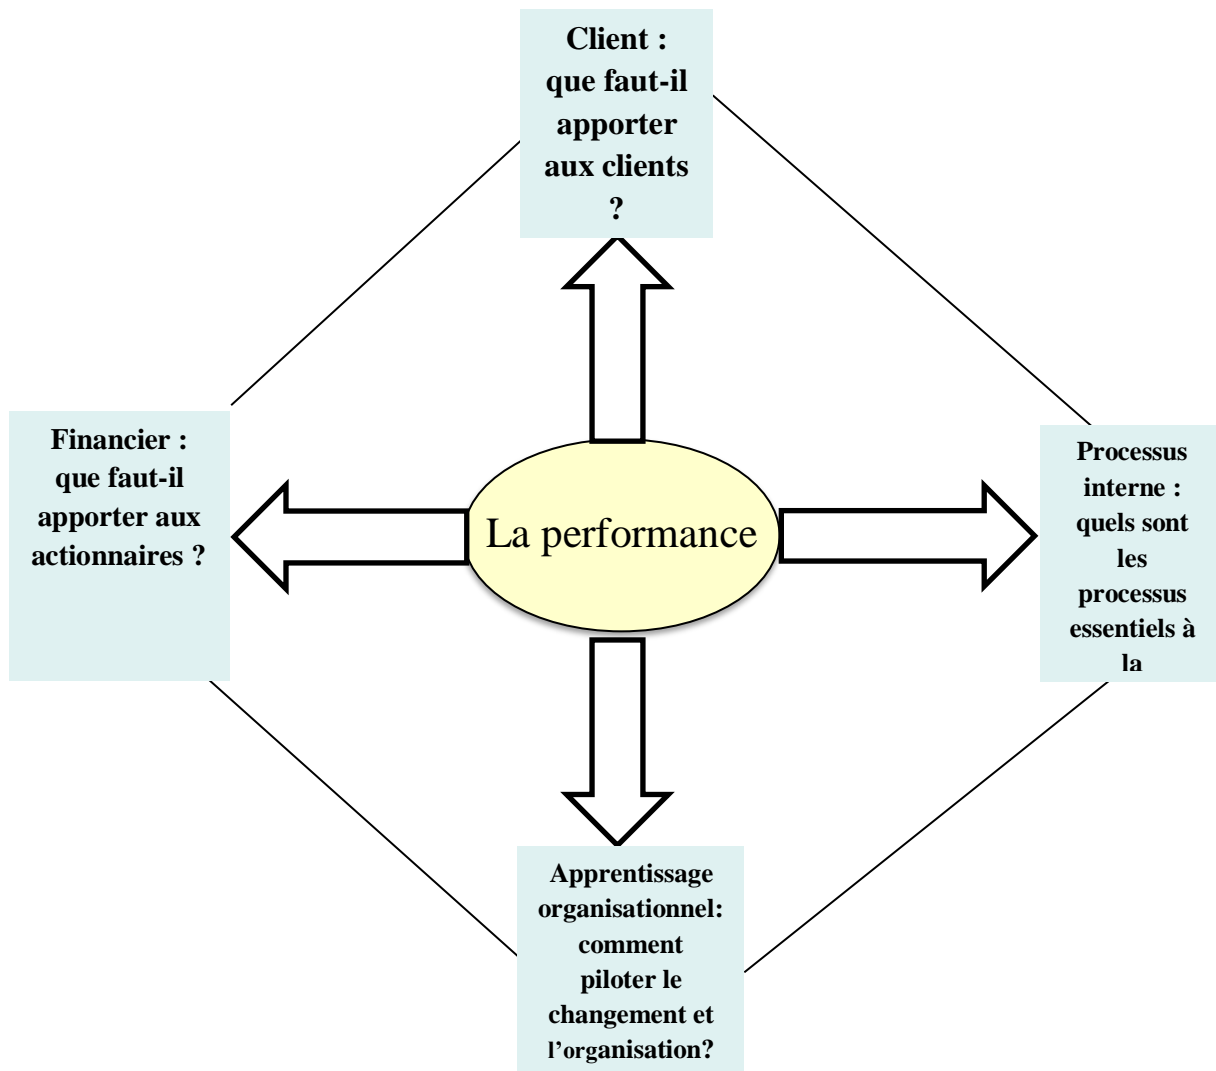 Client :
que faut-il
apporter
aux clients
?
Financier :
que faut-il
apporter aux
actionnaires ?
La performance
Processus
interne :
quels sont
les
processus
essentiels à
la
Apprentissage
organisationnel:
comment
piloter le
changement et
l’organisation?